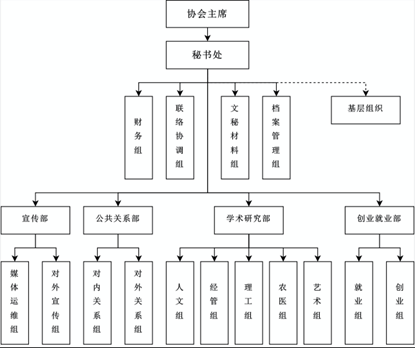 协会主席
秘书处
财务组
联络协调组
文秘材料组
档案管理组
基层组织
宣传部
公共关系部
学术研究部
创业就业部
媒体运维组
对外宣传组
对内关系组
对外关系组
人文组
经管组
理工组
农医组
艺术组
就业组
创业组